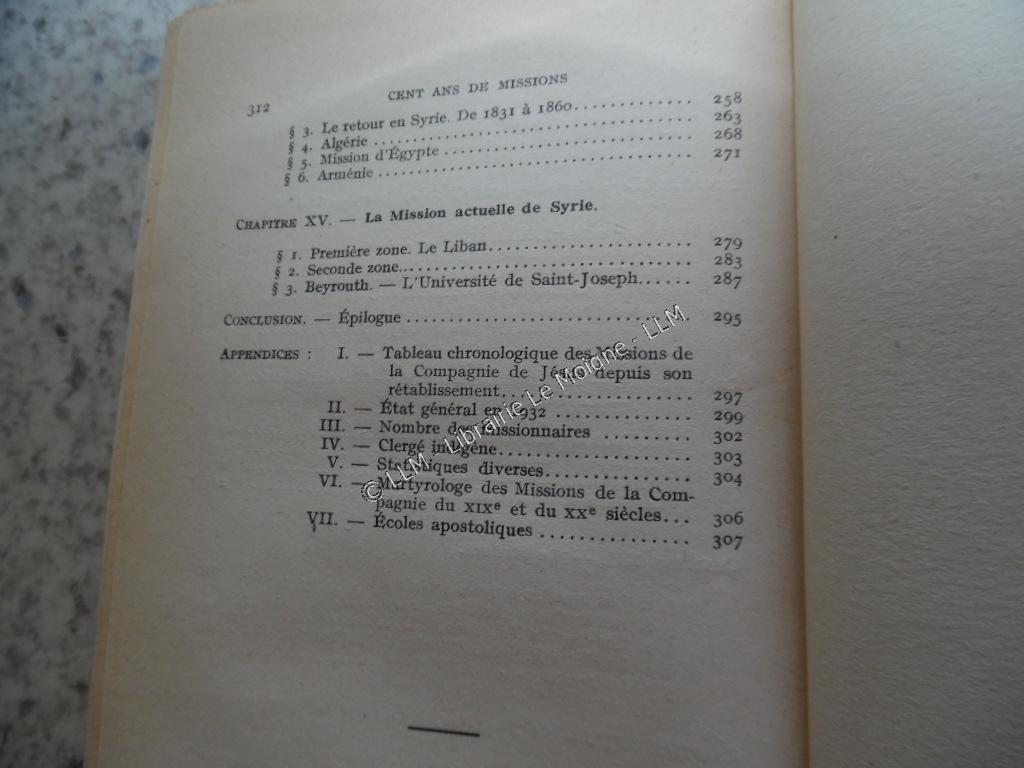 312 CENT ANS DE MISSIONS
§ 3. Le retour en Syrie. De 1831 à 1860............. 258
§ 4. Algérie ........................................ 263
§ 5. Mission d'Égypte ............................... 268
§ 6. Arménie ........................................ 271
CHAPITRE XV. — La Mission actuelle de Syrie.
§ 1. Première zone. Le Liban....................... 279
§ 2. Seconde zone.................................. 283
§ 3. Beyrouth. — L'Université de Saint-Joseph...... 287
CONCLUSION. — Épilogue .............................. 295
APPENDICES : I. — Tableau chronologique des Missions de
la Compagnie de Jésus depuis son
rétablissement..................... 297
II. — État général en 1932 .............. 299
III. — Nombre des Missionnaires ......... 302
IV. — Clergé indigène.................... 303
V. — Statistiques diverses............... 304
VI. — Martyrologe des Missions de la Com-
pagnie du XIXe et du XXe siècles... 306
VII. — Écoles apostoliques ............... 307
© LLM - Librairie Le Moigne - LLM